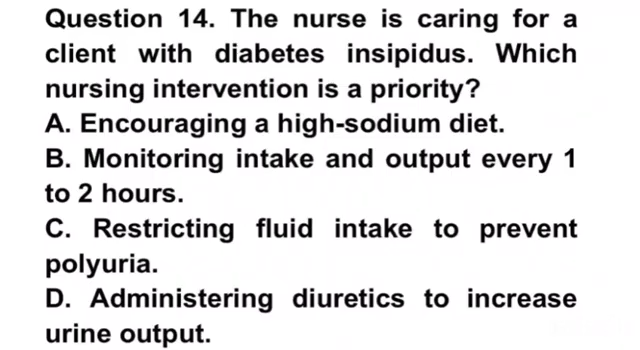 Question 14. The nurse is caring for a
client with diabetes insipidus. Which
nursing intervention is a priority?
A. Encouraging a high-sodium diet.
B. Monitoring intake and output every 1
to 2 hours.
C. Restricting fluid intake to prevent
polyuria.
D. Administering diuretics to increase
urine output.